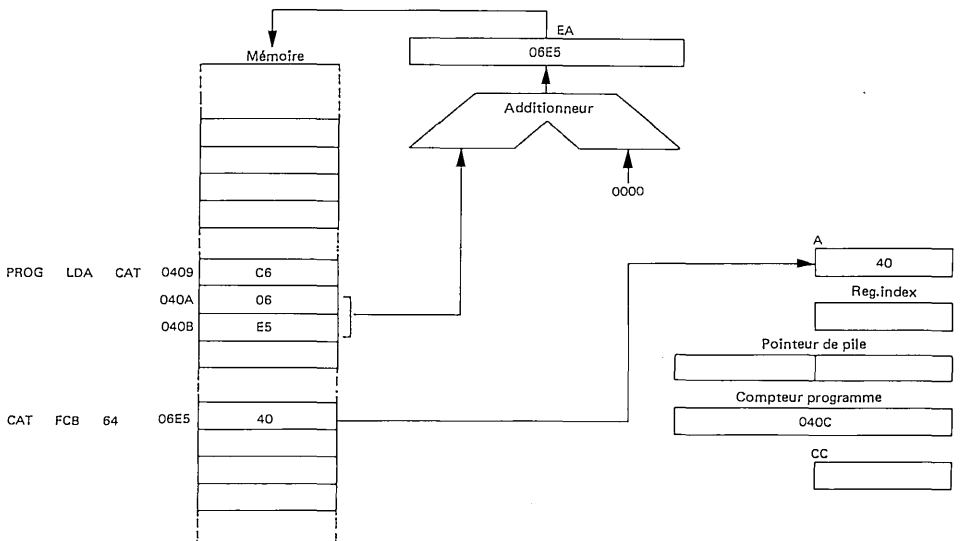 EA
06E5
Mémoire
Additionneur
0000
A
PROG LDA CAT 0409 C6
40
040A 06
Reg.index
040B E5
Pointeur de pile
Compteur programme
CAT FCB 64 06E5 40
040C
CC